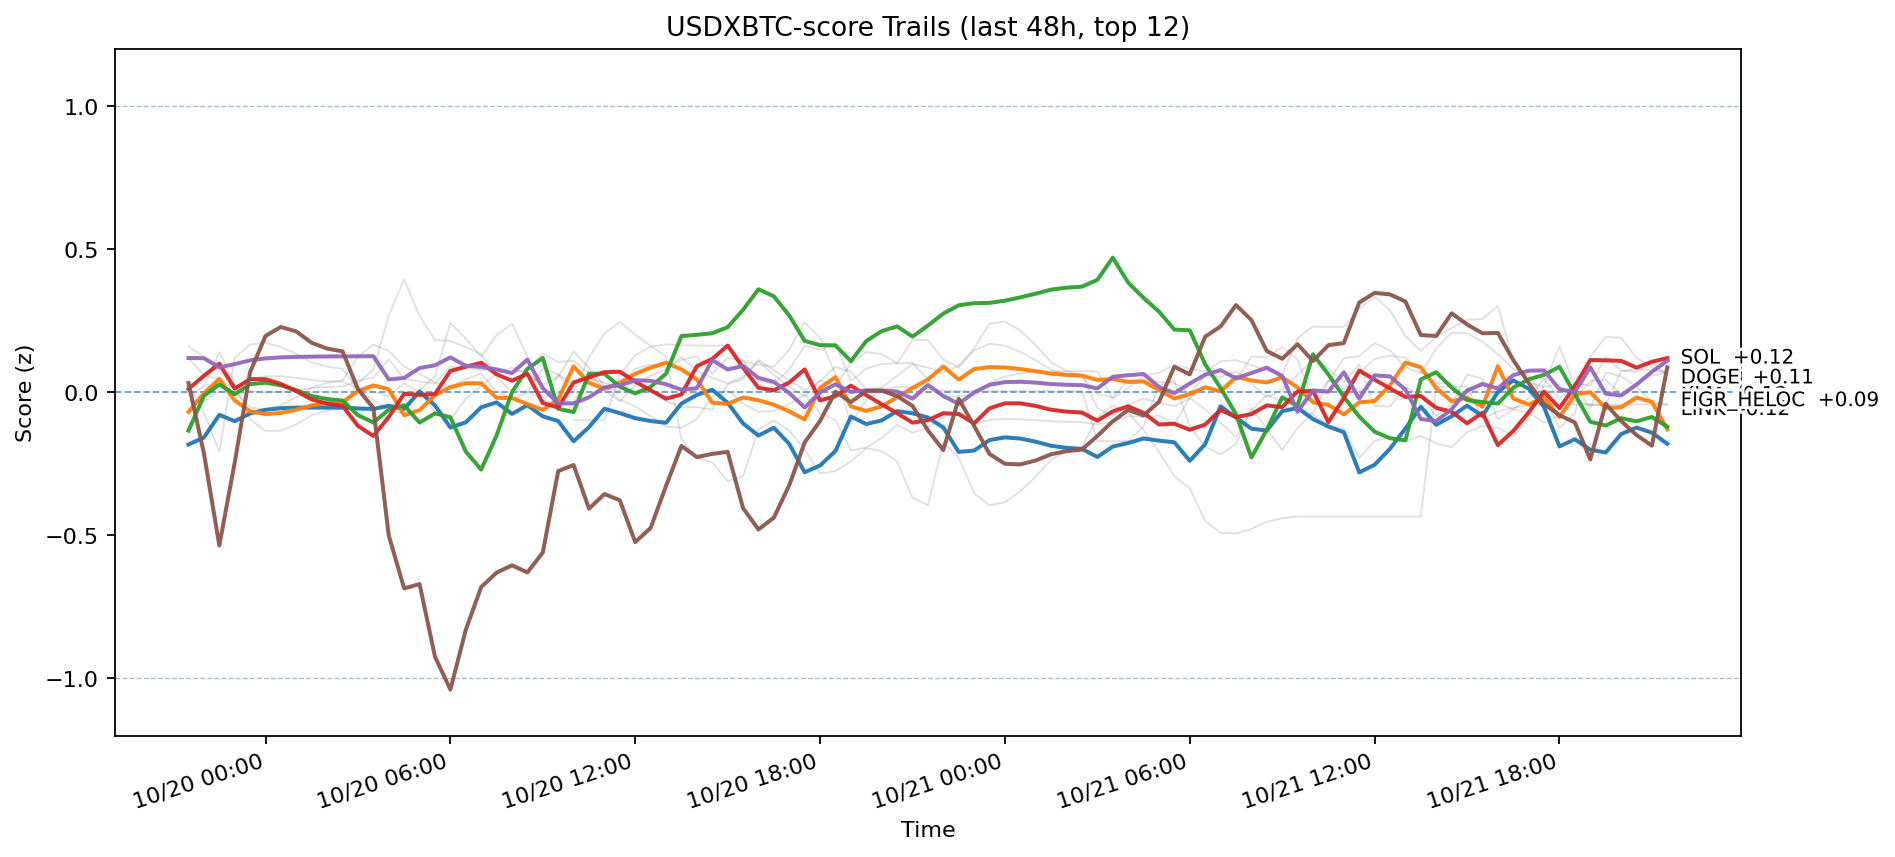 USDXBTC-score Trails (last 48h, top 12)
Score (z)
1.0
0.5
0.0
−0.5
−1.0
SOL +0.12
DOGE +0.11
FIGR_HELOC +0.09
LINK −0.12
10/20 00:00
10/20 06:00
10/20 12:00
10/20 18:00
10/21 00:00
10/21 06:00
10/21 12:00
10/21 18:00
Time